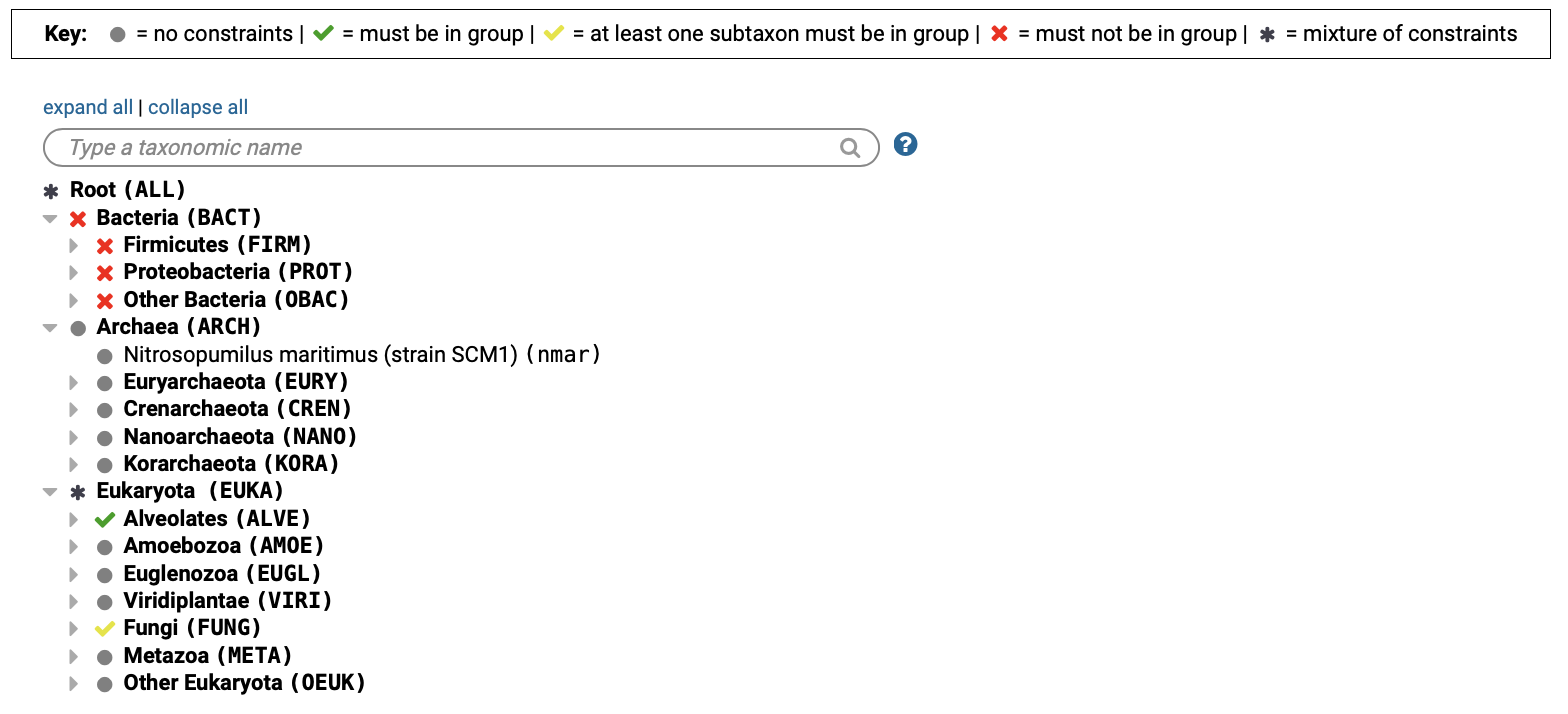 Key: = no constraints | = must be in group | = at least one subtaxon must be in group | = must not be in group | = mixture of constraints
expand all | collapse all
Type a taxonomic name ?
Root (ALL)
Bacteria (BACT)
Firmicutes (FIRM)
Proteobacteria (PROT)
Other Bacteria (OBAC)
Archaea (ARCH)
Nitrosopumilus maritimus (strain SCM1) (nmar)
Euryarchaeota (EURY)
Crenarchaeota (CREN)
Nanoarchaeota (NANO)
Korarchaeota (KORA)
Eukaryota (EUKA)
Alveolates (ALVE)
Amoebozoa (AMOE)
Euglenozoa (EUGL)
Viridiplantae (VIRI)
Fungi (FUNG)
Metazoa (META)
Other Eukaryota (OEUK)